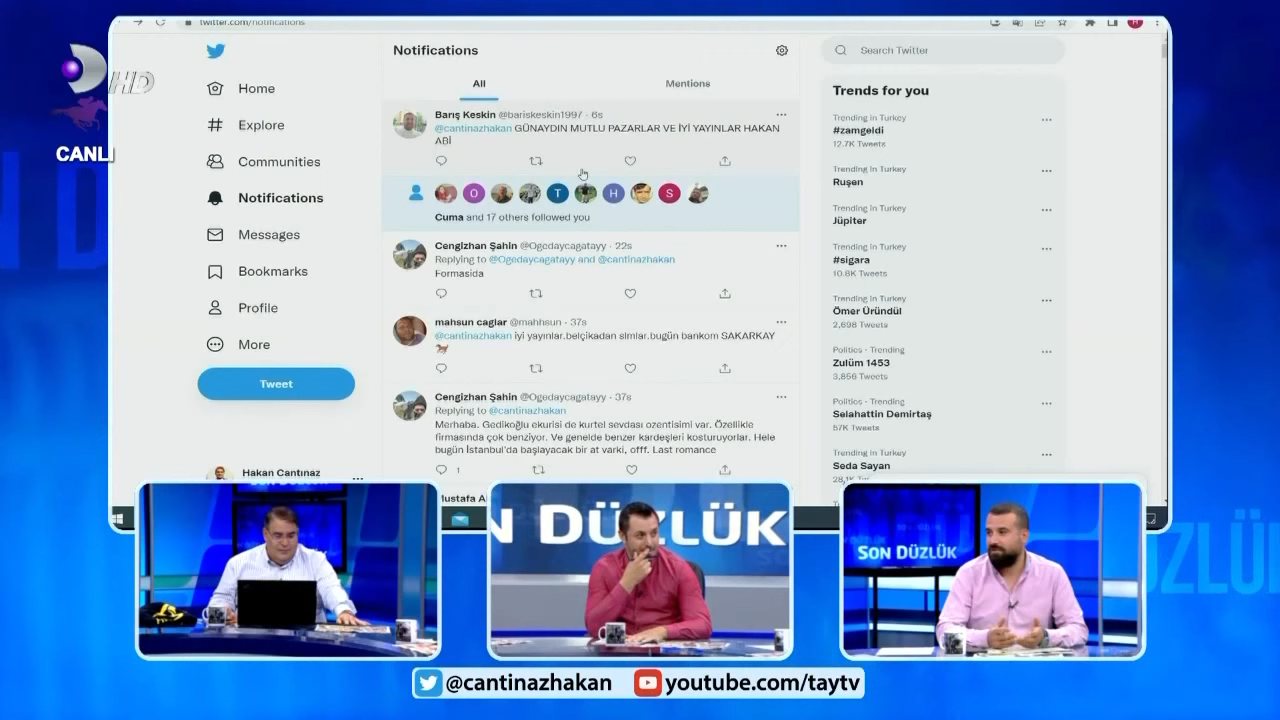 twitter.com/notifications
HD
CANLI
Home
Explore
Communities
Notifications
Messages
Bookmarks
Profile
More
Tweet
Hakan Cantınaz
Notifications
All
Mentions
Barış Keskin @bariskeskin1997 · 6s
@cantinazhakan GÜNAYDIN MUTLU PAZARLAR VE İYİ YAYINLAR HAKAN
ABİ
O
T
H
S
Cuma and 17 others followed you
Cengizhan Şahin @Ogedaycagatayy · 22s
Replying to @Ogedaycagatayy and @cantinazhakan
Formasida
mahsun caglar @mahhsun · 37s
@cantinazhakan iyi yayınlar.belçikadan slmlar.bugün bankom SAKARKAY
Cengizhan Şahin @Ogedaycagatayy · 37s
Replying to @cantinazhakan
Merhaba. Gedikoğlu ekurisi de kurtel sevdası ozentisimi var. Özellikle
firmasında çok benziyor. Ve genelde benzer kardeşleri kosturuyorlar. Hele
bugün İstanbul'da başlayacak bir at varki, offf. Last romance
1
Mustafa
H
Search Twitter
Trends for you
Trending in Turkey
#zamgeldi
12.7K Tweets
Trending in Turkey
Ruşen
Trending in Turkey
Jüpiter
Trending in Turkey
#sigara
10.8K Tweets
Trending in Turkey
Ömer Üründül
2,698 Tweets
Politics · Trending
Zulüm 1453
3,856 Tweets
Politics · Trending
Selahattin Demirtaş
57K Tweets
Trending in Turkey
Seda Sayan
SON DÜZLÜK
N DÜZLÜK
SON DÜZLÜK
@cantinazhakan
youtube.com/taytv